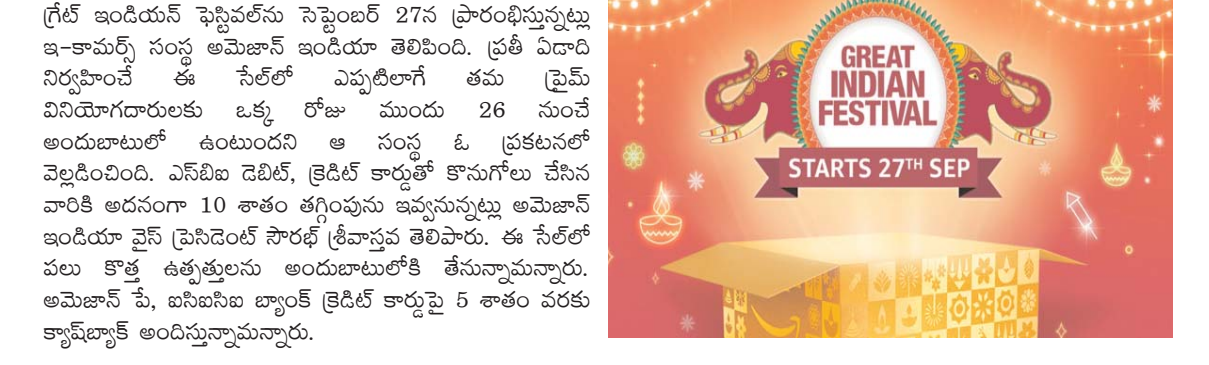 గ్రేట్ ఇండియన్ ఫెస్టివల్‌ను సెప్టెంబర్ 27న ప్రారంభిస్తున్నట్లు
ఇ-కామర్స్ సంస్థ అమెజాన్ ఇండియా తెలిపింది. ప్రతీ ఏడాది
నిర్వహించే ఈ సేల్‌లో ఎప్పటిలాగే తమ ప్రైమ్
వినియోగదారులకు ఒక్క రోజు ముందు 26 నుంచే
అందుబాటులో ఉంటుందని ఆ సంస్థ ఓ ప్రకటనలో
వెల్లడించింది. ఎస్‌బిఐ డెబిట్, క్రెడిట్ కార్డుతో కొనుగోలు చేసిన
వారికి అదనంగా 10 శాతం తగ్గింపును ఇవ్వనున్నట్లు అమెజాన్
ఇండియా వైస్ ప్రెసిడెంట్ సౌరభ్ శ్రీవాస్తవ తెలిపారు. ఈ సేల్‌లో
పలు కొత్త ఉత్పత్తులను అందుబాటులోకి తేనున్నామన్నారు.
అమెజాన్ పే, ఐసిఐసిఐ బ్యాంక్ క్రెడిట్ కార్డుపై 5 శాతం వరకు
క్యాష్‌బ్యాక్ అందిస్తున్నామన్నారు.
GREAT
INDIAN
FESTIVAL
STARTS 27TH SEP